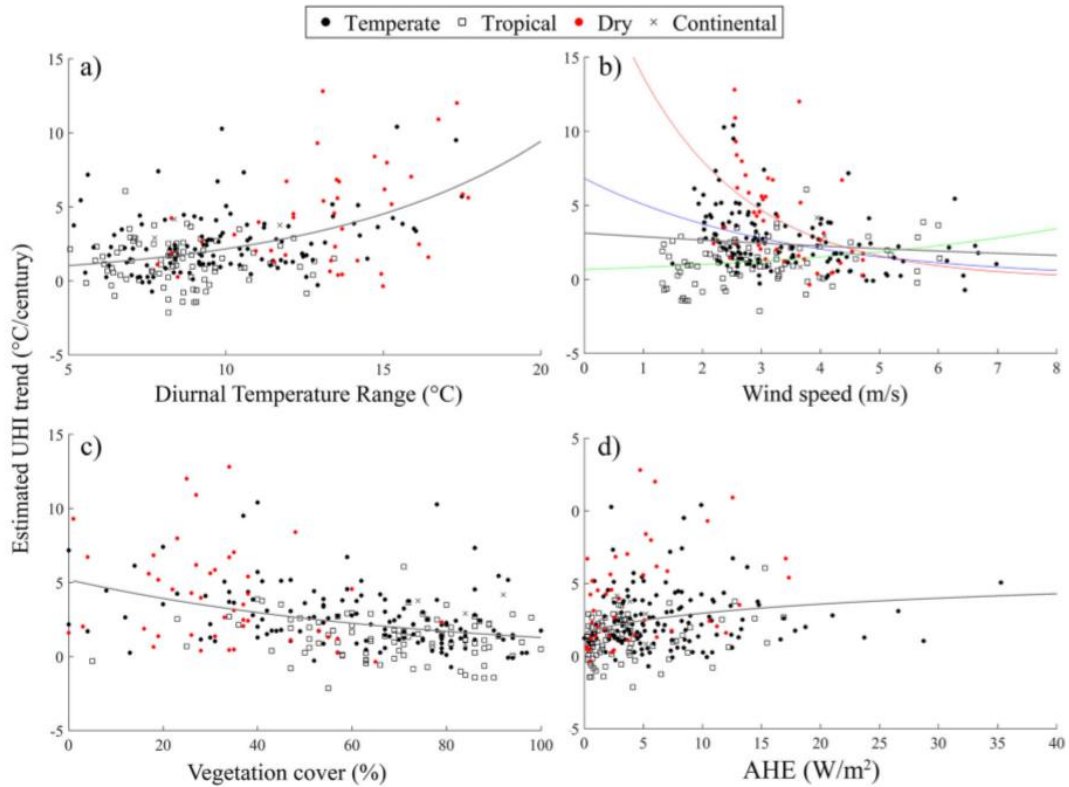 Temperate Tropical Dry Continental
Estimated UHI trend (°C/century)
a)
15
10
5
0
-5
5 10 15 20
Diurnal Temperature Range (°C)
b)
15
10
5
0
-5
0 1 2 3 4 5 6 7 8
Wind speed (m/s)
c)
15
10
5
0
-5
0 20 40 60 80 100
Vegetation cover (%)
d)
5
0
5
0
5
0 5 10 15 20 25 30 35 40
AHE (W/m²)